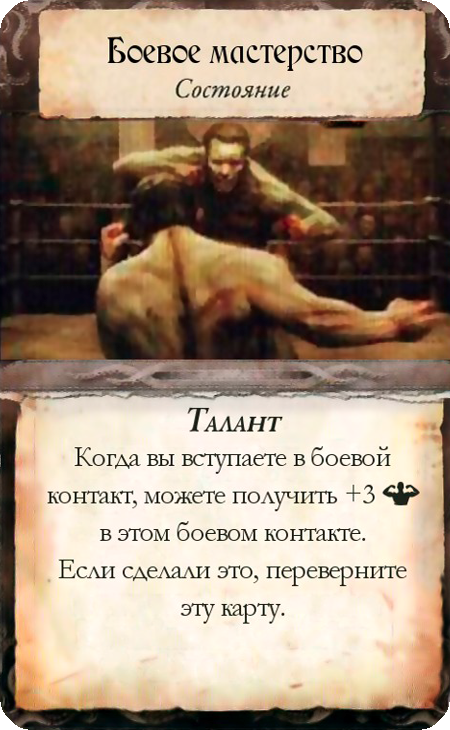 Боевое мастерство
Состояние
Талант
Когда вы вступаете в боевой
контакт, можете получить +3
в этом боевом контакте.
Если сделали это, переверните
эту карту.